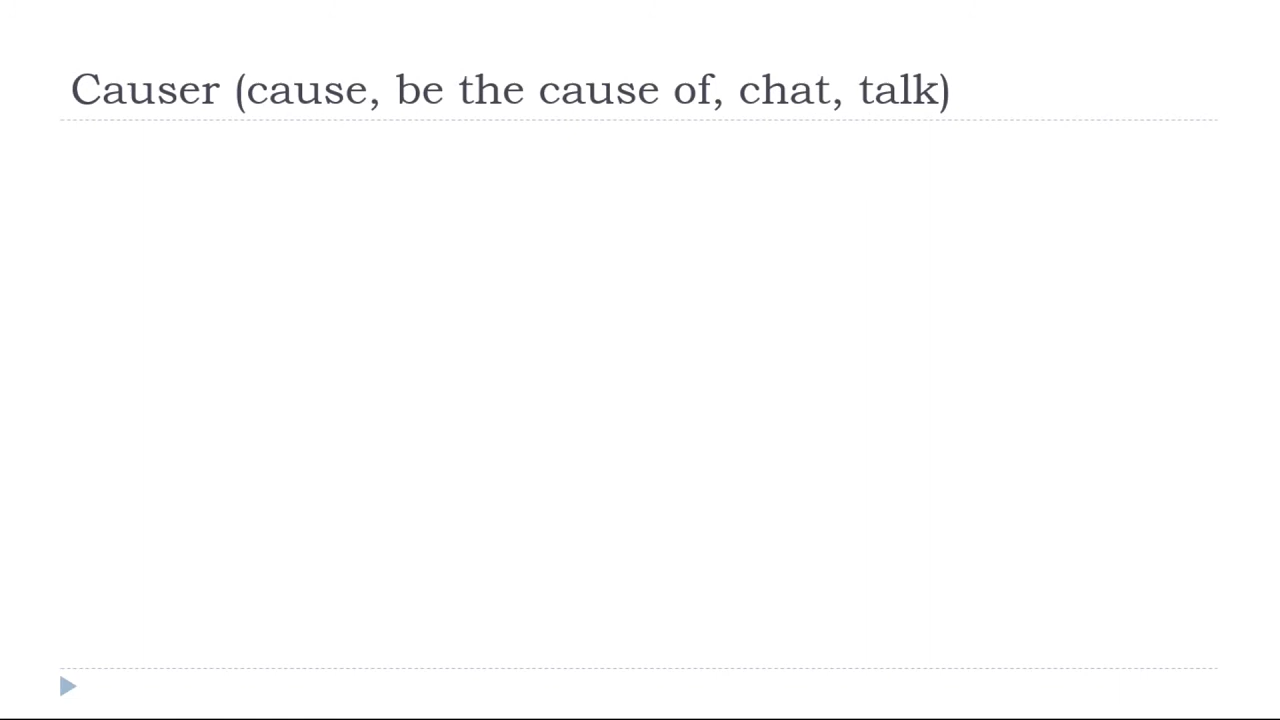 Causer (cause, be the cause of, chat, talk)